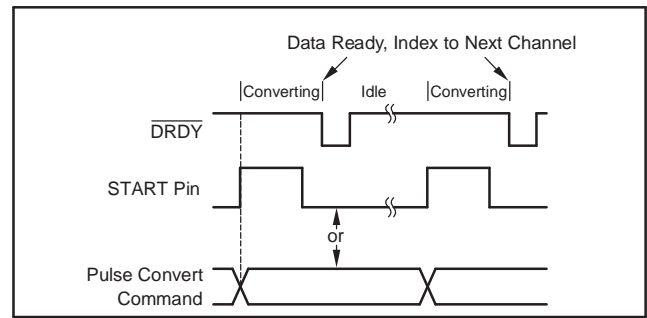 Data Ready, Index to Next Channel
Converting Idle Converting
DRDY
START Pin
or
Pulse Convert
Command